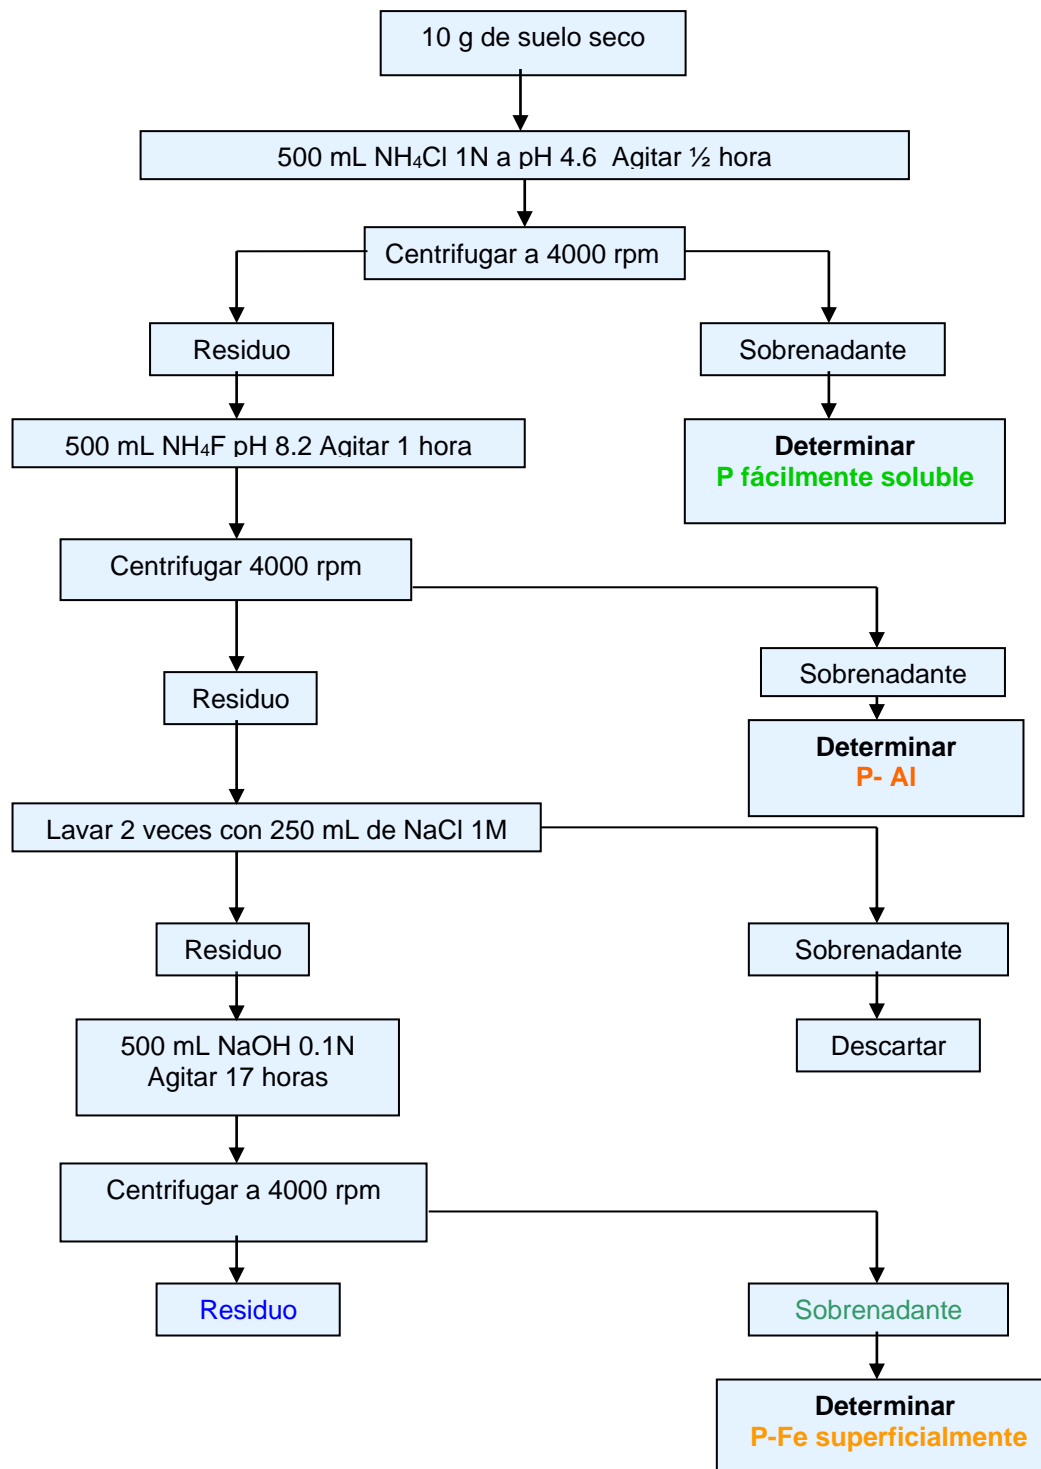 10 g de suelo seco
500 mL NH₄Cl 1N a pH 4.6 Agitar ½ hora
Centrifugar a 4000 rpm
Residuo
Sobrenadante
500 mL NH₄F pH 8.2 Agitar 1 hora
Determinar
P fácilmente soluble
Centrifugar 4000 rpm
Residuo
Sobrenadante
Determinar
P- Al
Lavar 2 veces con 250 mL de NaCl 1M
Residuo
Sobrenadante
500 mL NaOH 0.1N
Agitar 17 horas
Descartar
Centrifugar a 4000 rpm
Residuo
Sobrenadante
Determinar
P-Fe superficialmente